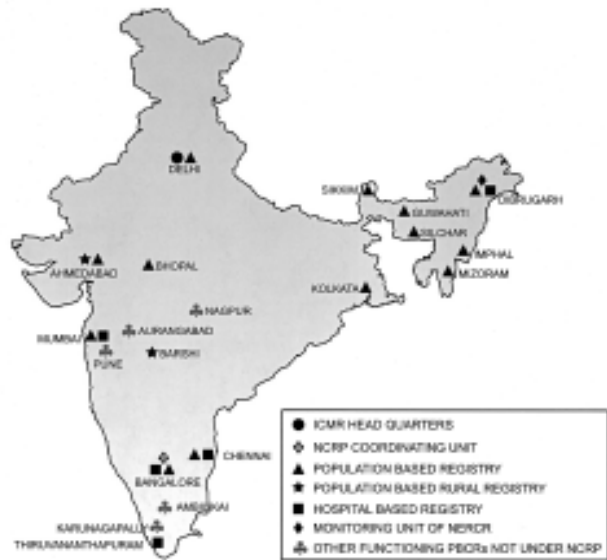 DELHI
SIKKIM
DIBRUGARH
GUWAHATI
SILCHAR
IMPHAL
MIZORAM
AHMEDABAD
BHOPAL
KOLKATA
NAGPUR
AURANGABAD
MUMBAI
PUNE
BARSHI
CHENNAI
BANGALORE
AMBILIKAI
KARUNAGAPALLY
THIRUVANANTHAPURAM
ICMR HEAD QUARTERS
NCRP COORDINATING UNIT
POPULATION BASED REGISTRY
POPULATION BASED RURAL REGISTRY
HOSPITAL BASED REGISTRY
MONITORING UNIT OF NERCR
OTHER FUNCTIONING PBCRs NOT UNDER NCRP